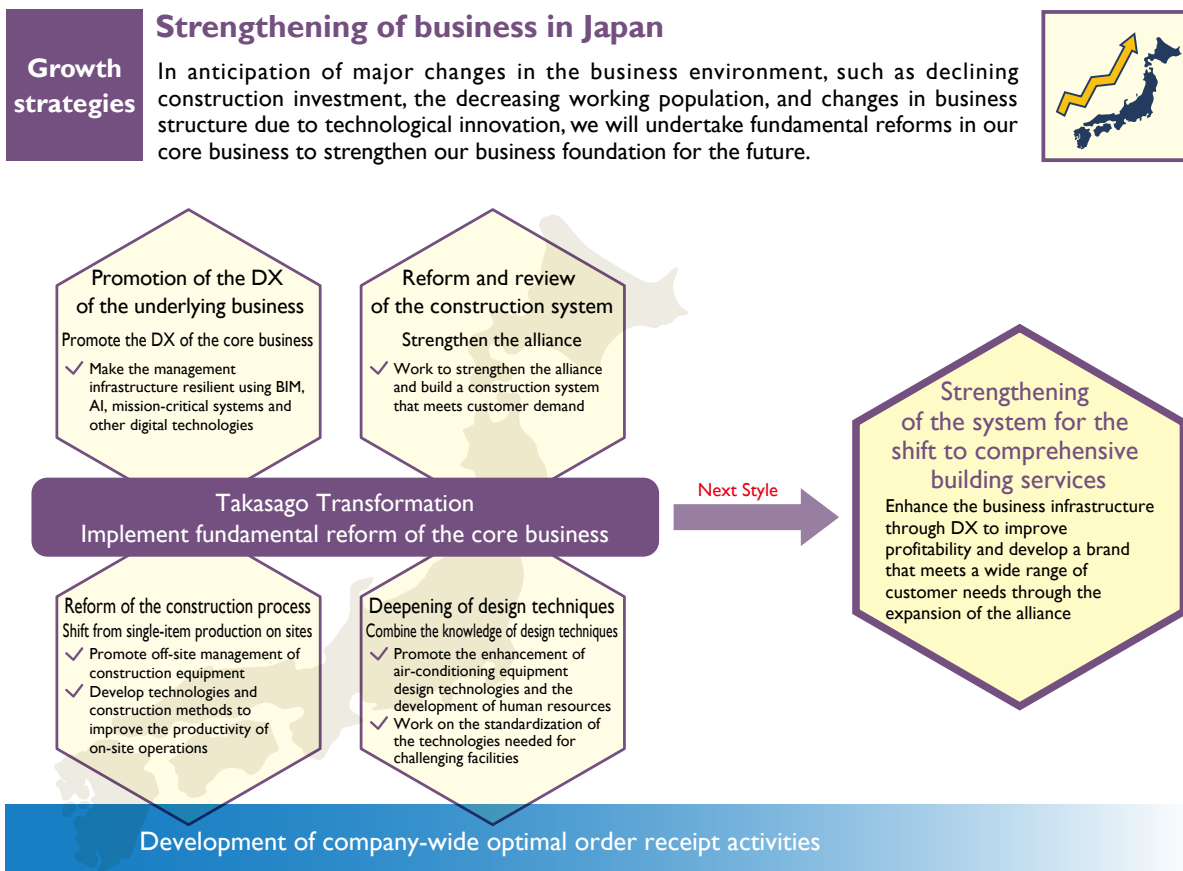 Growth
strategies
Strengthening of business in Japan
In anticipation of major changes in the business environment, such as declining
construction investment, the decreasing working population, and changes in business
structure due to technological innovation, we will undertake fundamental reforms in our
core business to strengthen our business foundation for the future.
Promotion of the DX
of the underlying business
Promote the DX of the core business
✓ Make the management
infrastructure resilient using BIM,
AI, mission-critical systems and
other digital technologies
Reform and review
of the construction system
Strengthen the alliance
✓ Work to strengthen the alliance
and build a construction system
that meets customer demand
Takasago Transformation
Implement fundamental reform of the core business
Reform of the construction process
Shift from single-item production on sites
✓ Promote off-site management of
construction equipment
✓ Develop technologies and
construction methods to
improve the productivity of
on-site operations
Deepening of design techniques
Combine the knowledge of design techniques
✓ Promote the enhancement of
air-conditioning equipment
design technologies and the
development of human resources
✓ Work on the standardization of
the technologies needed for
challenging facilities
Next Style
Strengthening
of the system for the
shift to comprehensive
building services
Enhance the business infrastructure
through DX to improve
profitability and develop a brand
that meets a wide range of
customer needs through the
expansion of the alliance
Development of company-wide optimal order receipt activities